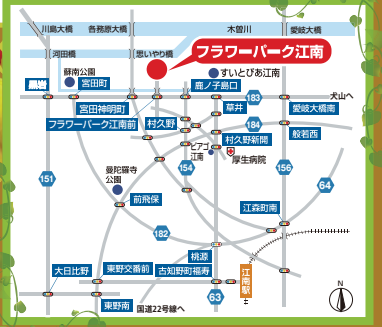 川島大橋
各務原大橋
木曽川
愛岐大橋
河田橋
思いやり橋
フラワーパーク江南
蘇南公園
すいとぴあ江南
黒岩
宮田町
鹿ノ子島口
183
犬山へ
宮田神明町
草井
愛岐大橋南
フラワーパーク江南前
村久野
184
般若西
ピアゴ
江南
村久野新開
厚生病院
曼陀羅寺
公園
154
156
151
64
前飛保
江森町南
182
桃源
大日比野
東野交番前
古知野町福寿
江南駅
東野南
国道22号線へ
63
N